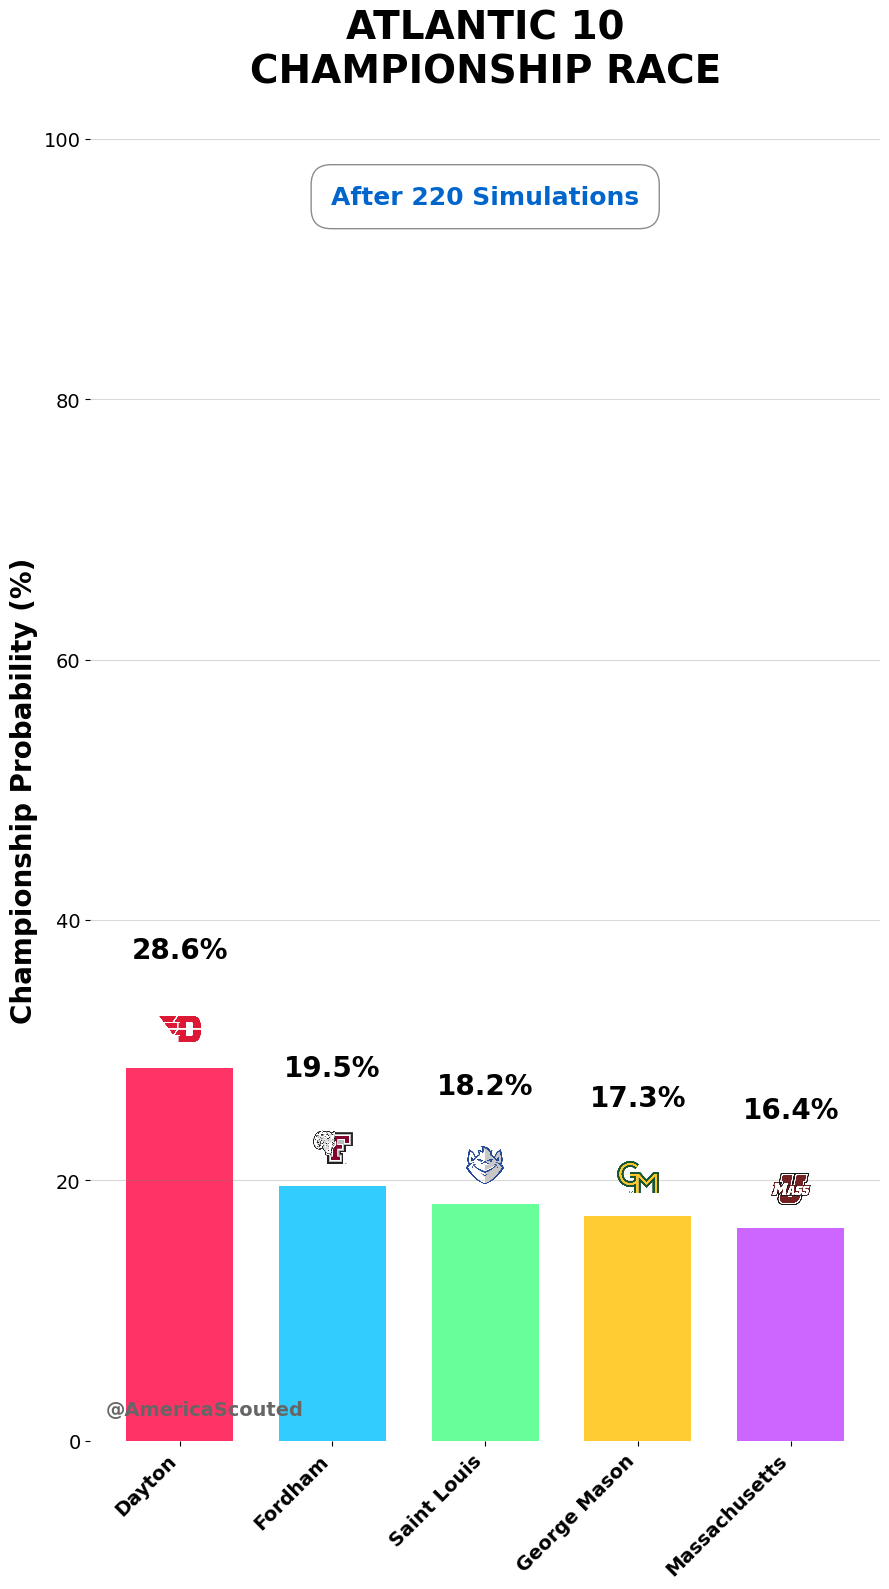 ATLANTIC 10
CHAMPIONSHIP RACE
After 220 Simulations
Championship Probability (%)
100
80
60
40
20
0
28.6%
19.5%
18.2%
17.3%
16.4%
MASS
@AmericaScouted
Dayton
Fordham
Saint Louis
George Mason
Massachusetts